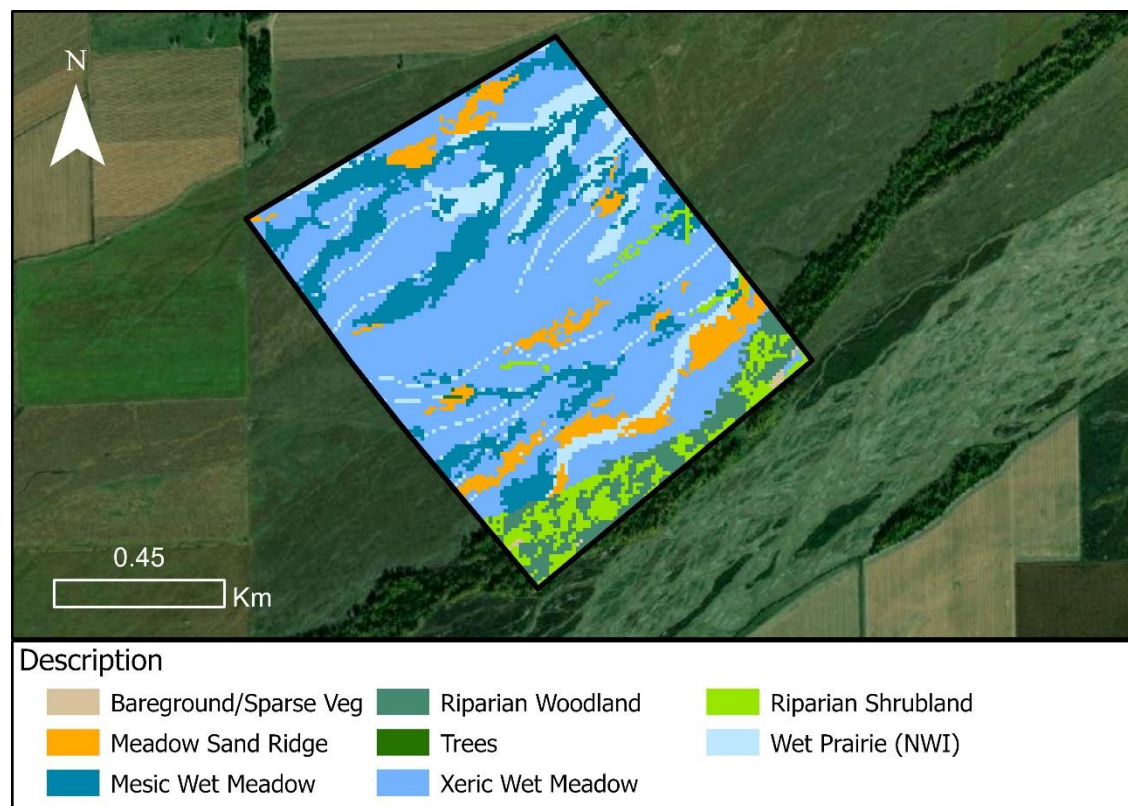 N
0.45
Km
Description
Bareground/Sparse Veg
Riparian Woodland
Riparian Shrubland
Meadow Sand Ridge
Trees
Wet Prairie (NWI)
Mesic Wet Meadow
Xeric Wet Meadow